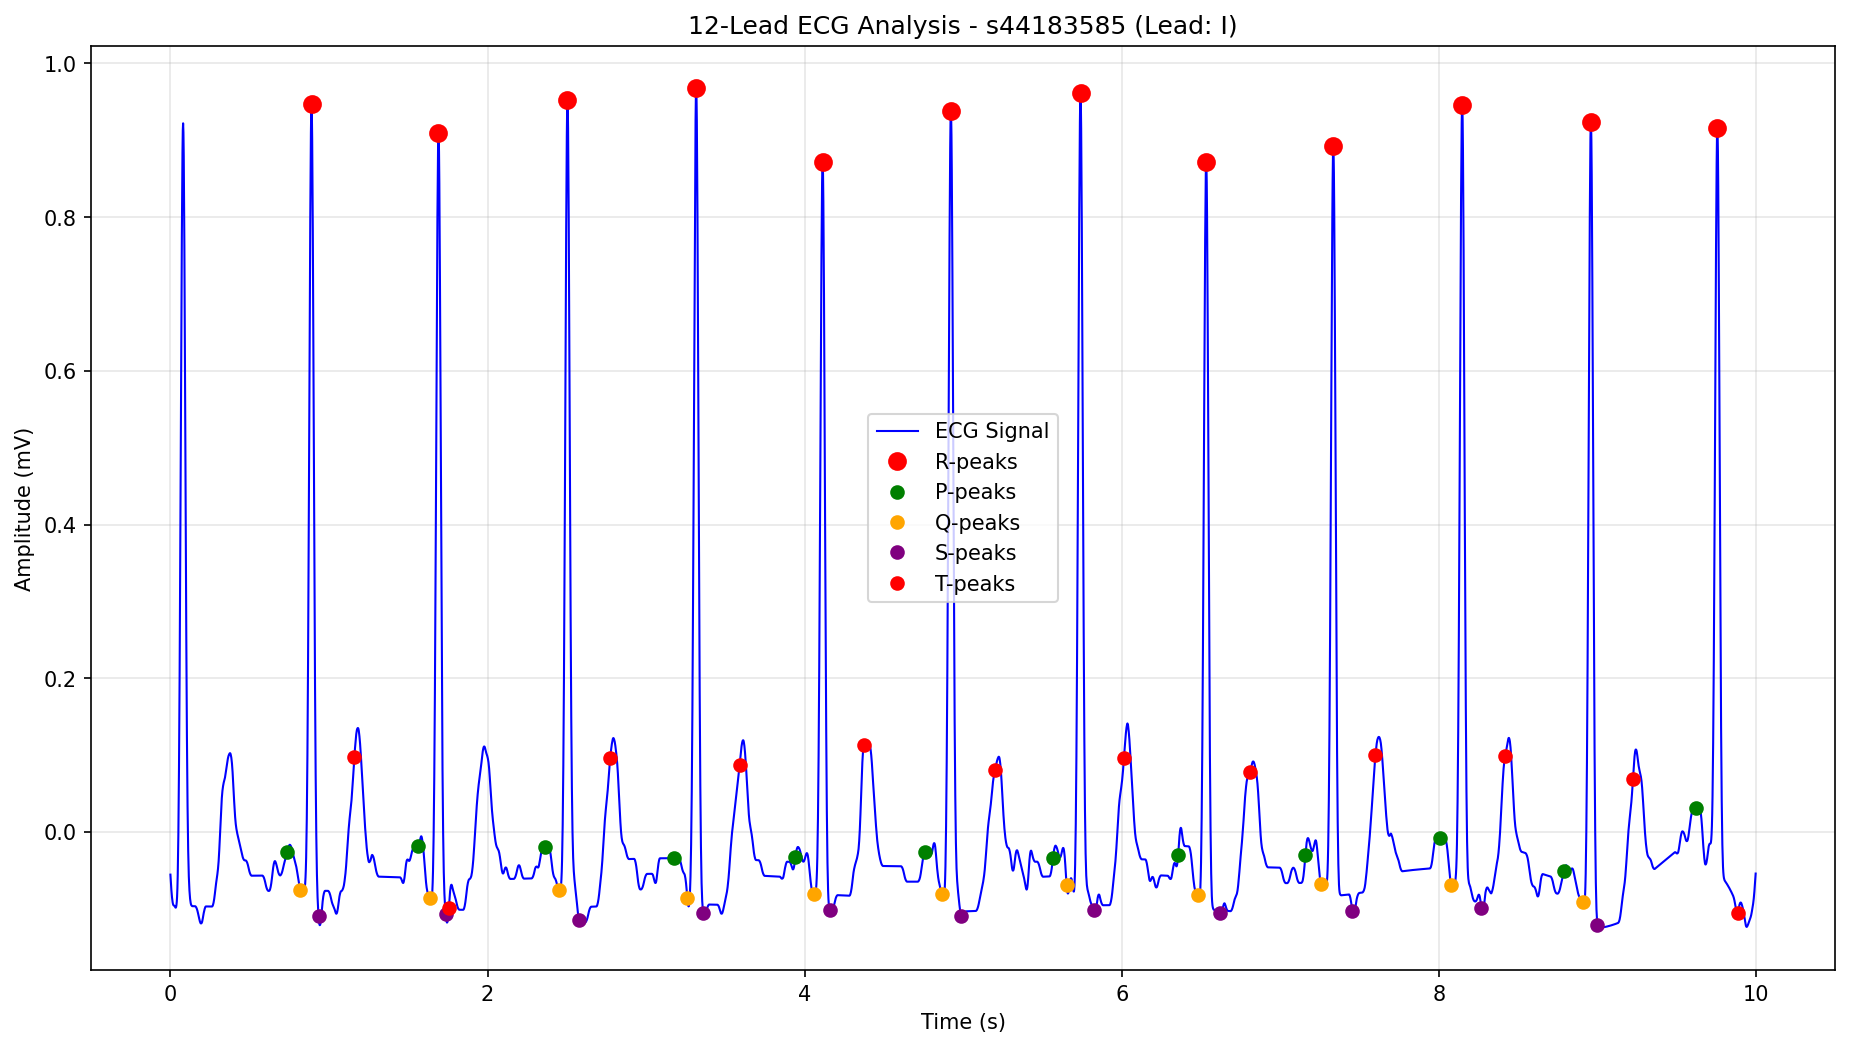 12-Lead ECG Analysis - s44183585 (Lead: I)
1.0
0.8
0.6
0.4
0.2
0.0
Amplitude (mV)
ECG Signal
R-peaks
P-peaks
Q-peaks
S-peaks
T-peaks
0 2 4 6 8 10
Time (s)